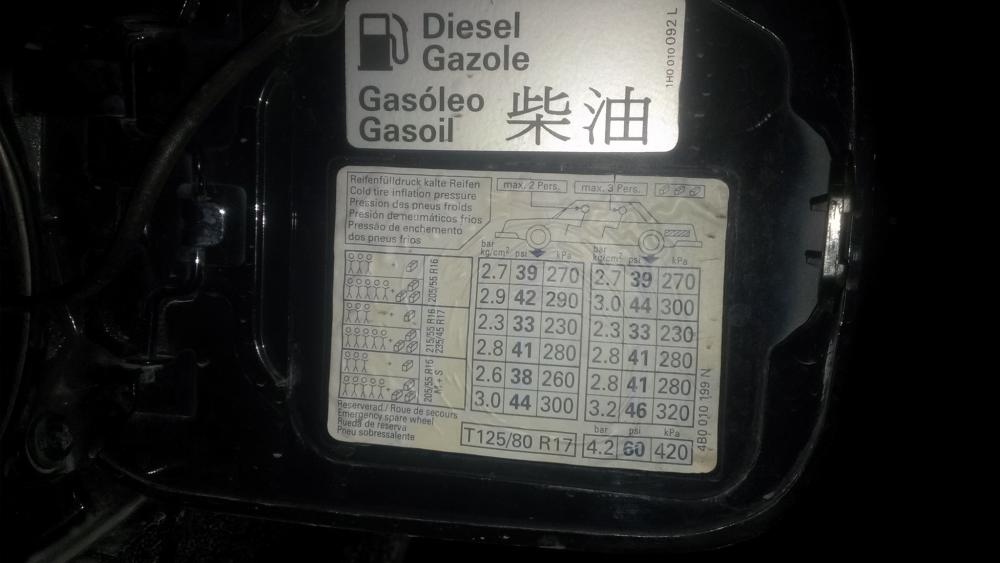 Diesel
Gazole
Gasóleo
Gasoil
柴油
1H0 010 092 L
Reifenfülldruck kalte Reifen
Cold tire inflation pressure
Pression des pneus froids
Presión de neumáticos frios
Pressão de enchemento
dos pneus frios
max. 2 Pers. max. 3 Pers.
bar kg/cm² psi kPa bar kg/cm² psi kPa
205/55 R16
2.7 39 270 2.7 39 270
2.9 42 290 3.0 44 300
215/55 R16
235/45 R17
2.3 33 230 2.3 33 230
2.8 41 280 2.8 41 280
205/55 R16
M + S
2.6 38 260 2.8 41 280
3.0 44 300 3.2 46 320
Reserverad / Roue de secours
Emergency spare wheel
Rueda de reserva
Pneu sobressalente
bar psi kPa
T125/80 R17 4.2 60 420
4B0 010 199 N